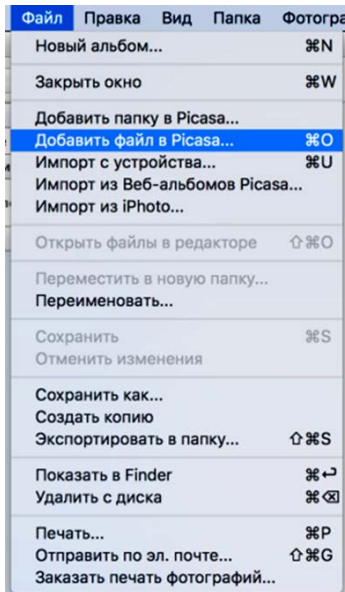 Файл Правка Вид Папка Фотогра
Новый альбом... ⌘N
Закрыть окно ⌘W
Добавить папку в Picasa...
Добавить файл в Picasa... ⌘O
Импорт с устройства... ⌘U
Импорт из Веб-альбомов Picasa...
Импорт из iPhoto...
Открыть файлы в редакторе ⇧⌘O
Переместить в новую папку...
Переименовать...
Сохранить ⌘S
Отменить изменения
Сохранить как...
Создать копию
Экспортировать в папку... ⇧⌘S
Показать в Finder ⌘↩
Удалить с диска ⌘⌫
Печать... ⌘P
Отправить по эл. почте... ⇧⌘G
Заказать печать фотографий...